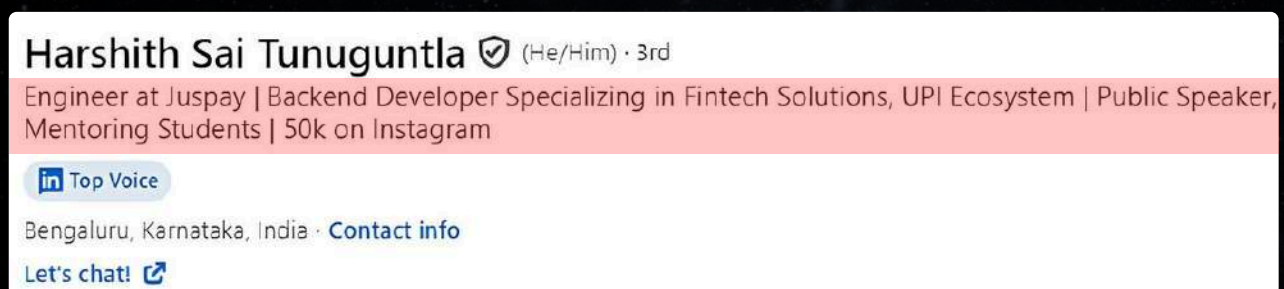 Harshith Sai Tunuguntla (He/Him) · 3rd
Engineer at Juspay | Backend Developer Specializing in Fintech Solutions, UPI Ecosystem | Public Speaker,
Mentoring Students | 50k on Instagram
in Top Voice
Bengaluru, Karnataka, India · Contact info
Let's chat!